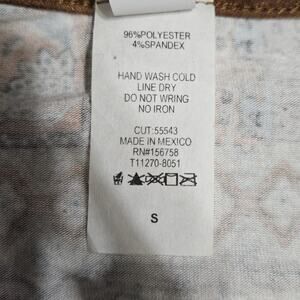 96%POLYESTER
4%SPANDEX
HAND WASH COLD
LINE DRY
DO NOT WRING
NO IRON
CUT:55543
MADE IN MEXICO
RN#156758
T11270-8051
S